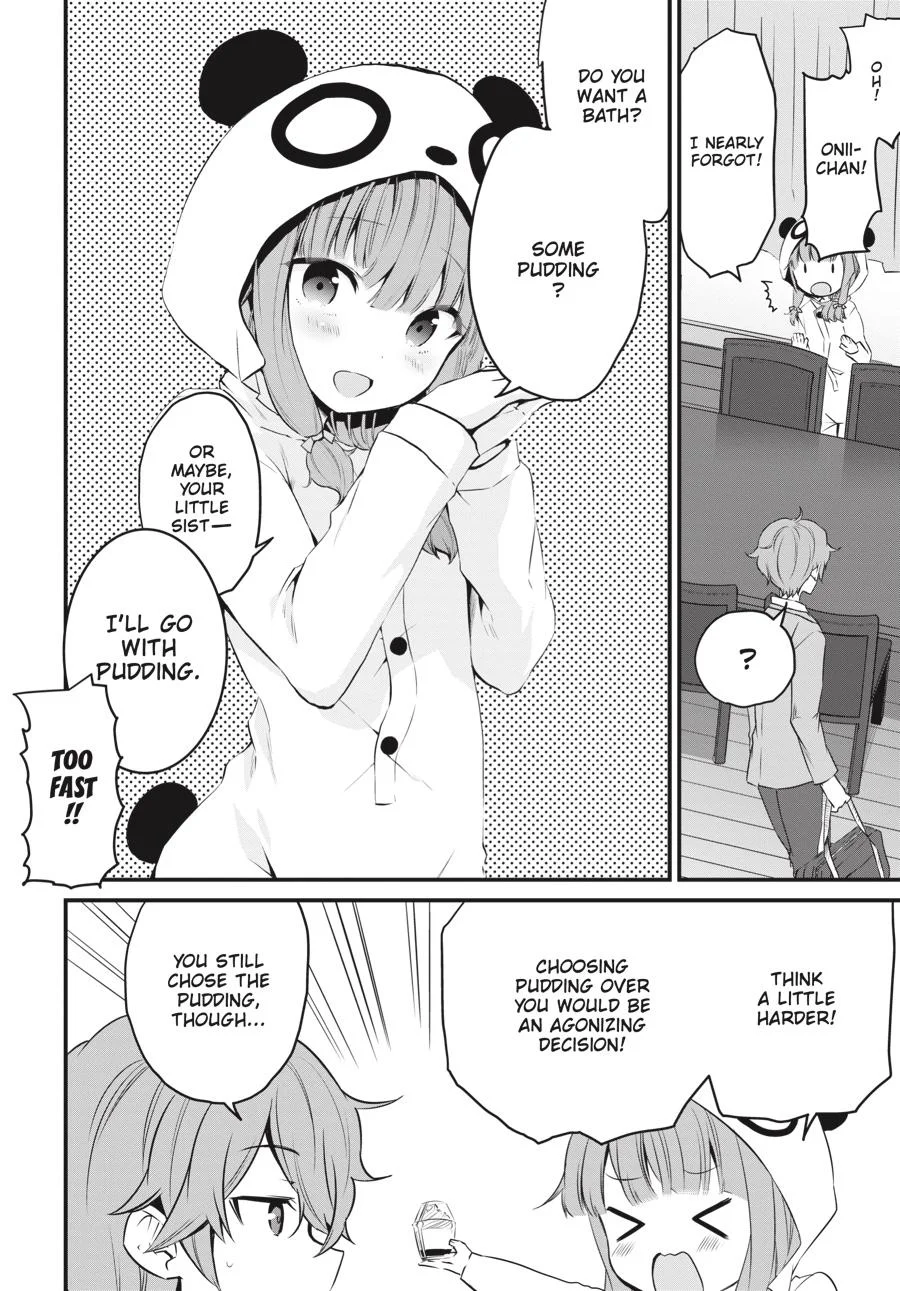 OH!
ONII-
CHAN!
I NEARLY
FORGOT!
?
DO YOU
WANT A
BATH?
SOME
PUDDING
?
OR
MAYBE,
YOUR
LITTLE
SIST—
I'LL GO
WITH
PUDDING.
TOO
FAST
!!
THINK
A LITTLE
HARDER!
CHOOSING
PUDDING OVER
YOU WOULD BE
AN AGONIZING
DECISION!
YOU STILL
CHOSE THE
PUDDING,
THOUGH...